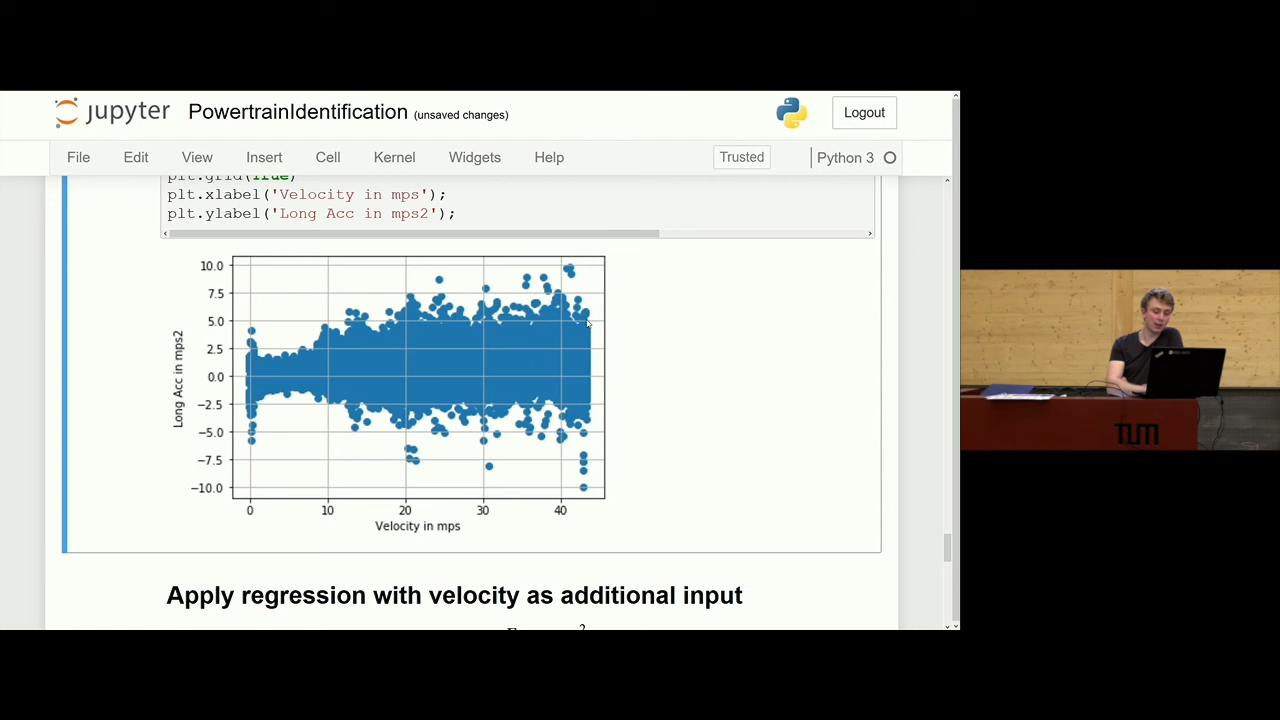 jupyter PowertrainIdentification (unsaved changes)
Logout
File Edit View Insert Cell Kernel Widgets Help
Trusted
Python 3
plt.grid(True)
plt.xlabel('Velocity in mps');
plt.ylabel('Long Acc in mps2');
10.0
7.5
5.0
2.5
0.0
−2.5
−5.0
−7.5
−10.0
Long Acc in mps2
0 10 20 30 40
Velocity in mps
Apply regression with velocity as additional input
TUM